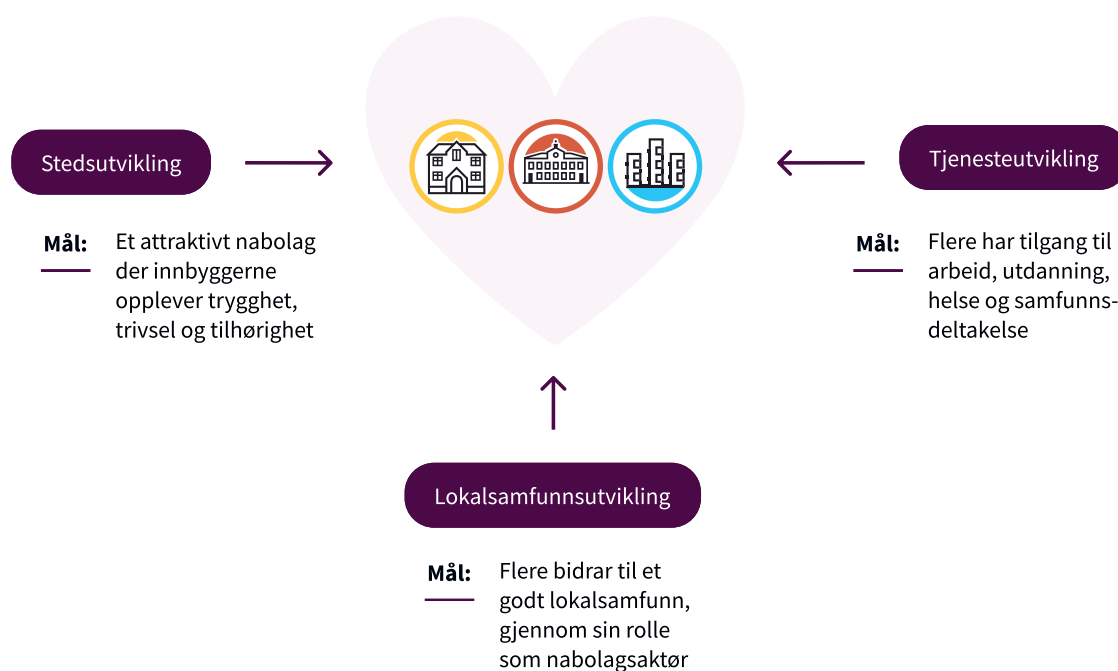 Stedsutvikling
Mål:
Et attraktivt nabolag
der innbyggerne
opplever trygghet,
trivsel og tilhørighet
Tjenesteutvikling
Mål:
Flere har tilgang til
arbeid, utdanning,
helse og samfunns-
deltakelse
Lokalsamfunnsutvikling
Mål:
Flere bidrar til et
godt lokalsamfunn,
gjennom sin rolle
som nabolagsaktør